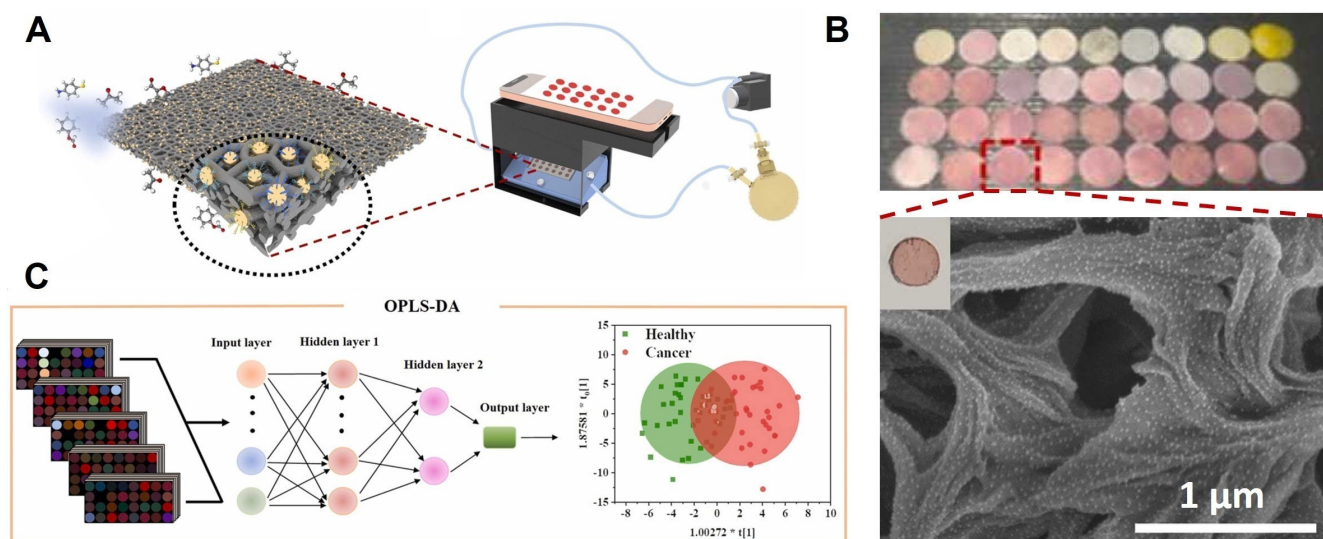 A
B
1 μm
C
OPLS-DA
Input layer
Hidden layer 1
Hidden layer 2
Output layer
Healthy
Cancer
1.87581 * to[1]
15
10
5
0
-5
-10
-15
-8 -6 -4 -2 0 2 4 6 8 10
1.00272 * t[1]